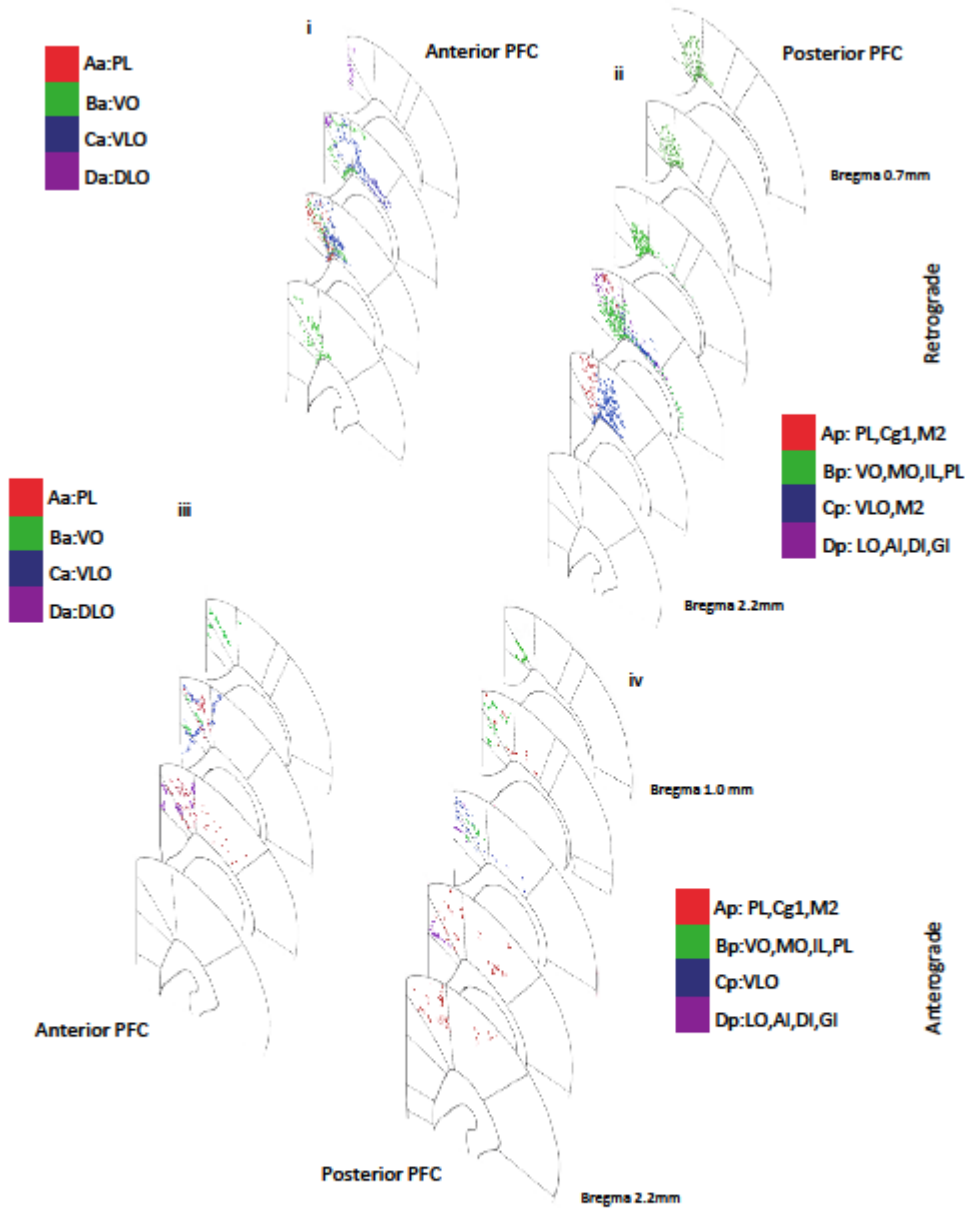 i
Anterior PFC
Posterior PFC
Aa:PL
Ba:VO
Ca:VLO
Da:DLO
ii
Bregma 0.7mm
Retrograde
Ap: PL,Cg1,M2
Bp: VO,MO,IL,PL
Cp: VLO,M2
Dp: LO,AI,DI,GI
Bregma 2.2mm
iii
Aa:PL
Ba:VO
Ca:VLO
Da:DLO
iv
Bregma 1.0 mm
Ap: PL,Cg1,M2
Bp:VO,MO,IL,PL
Cp:VLO
Dp:LO,AI,DI,GI
Anterograde
Anterior PFC
Posterior PFC
Bregma 2.2mm